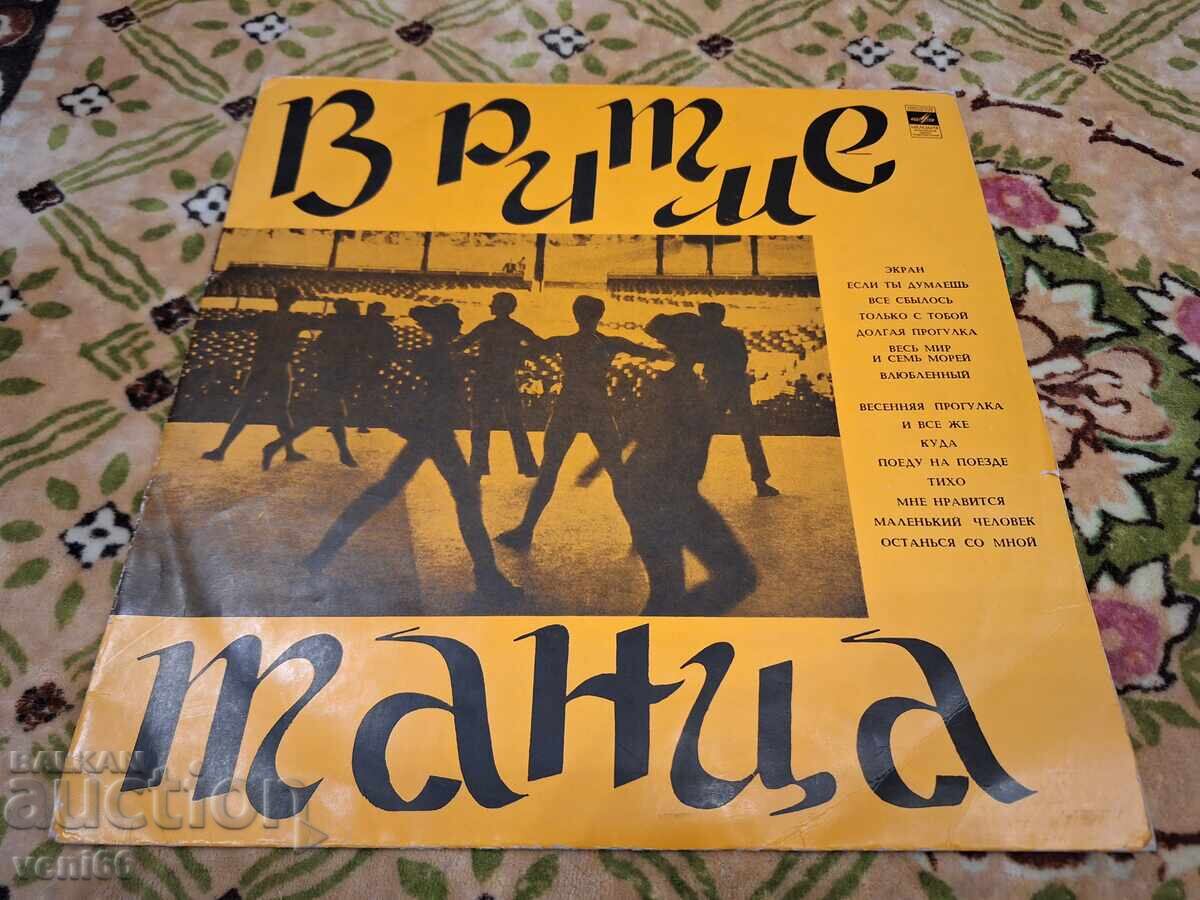 В ритме
МЕЛОДИЯ
ЭКРАН
ЕСЛИ ТЫ ДУМАЕШЬ
ВСЕ СБЫЛОСЬ
ТОЛЬКО С ТОБОЙ
ДОЛГАЯ ПРОГУЛКА
ВЕСЬ МИР
И СЕМЬ МОРЕЙ
ВЛЮБЛЕННЫЙ
ВЕСЕННЯЯ ПРОГУЛКА
И ВСЕ ЖЕ
КУДА
ПОЕДУ НА ПОЕЗДЕ
ТИХО
МНЕ НРАВИТСЯ
МАЛЕНЬКИЙ ЧЕЛОВЕК
ОСТАНЬСЯ СО МНОЙ
танца
BALKAN
auction
veni66